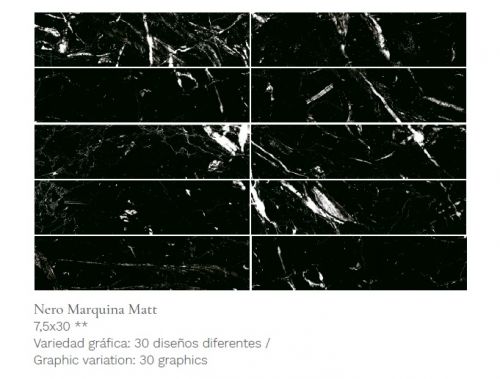 Nero Marquina Matt
7,5x30 **
Variedad gráfica: 30 diseños diferentes /
Graphic variation: 30 graphics